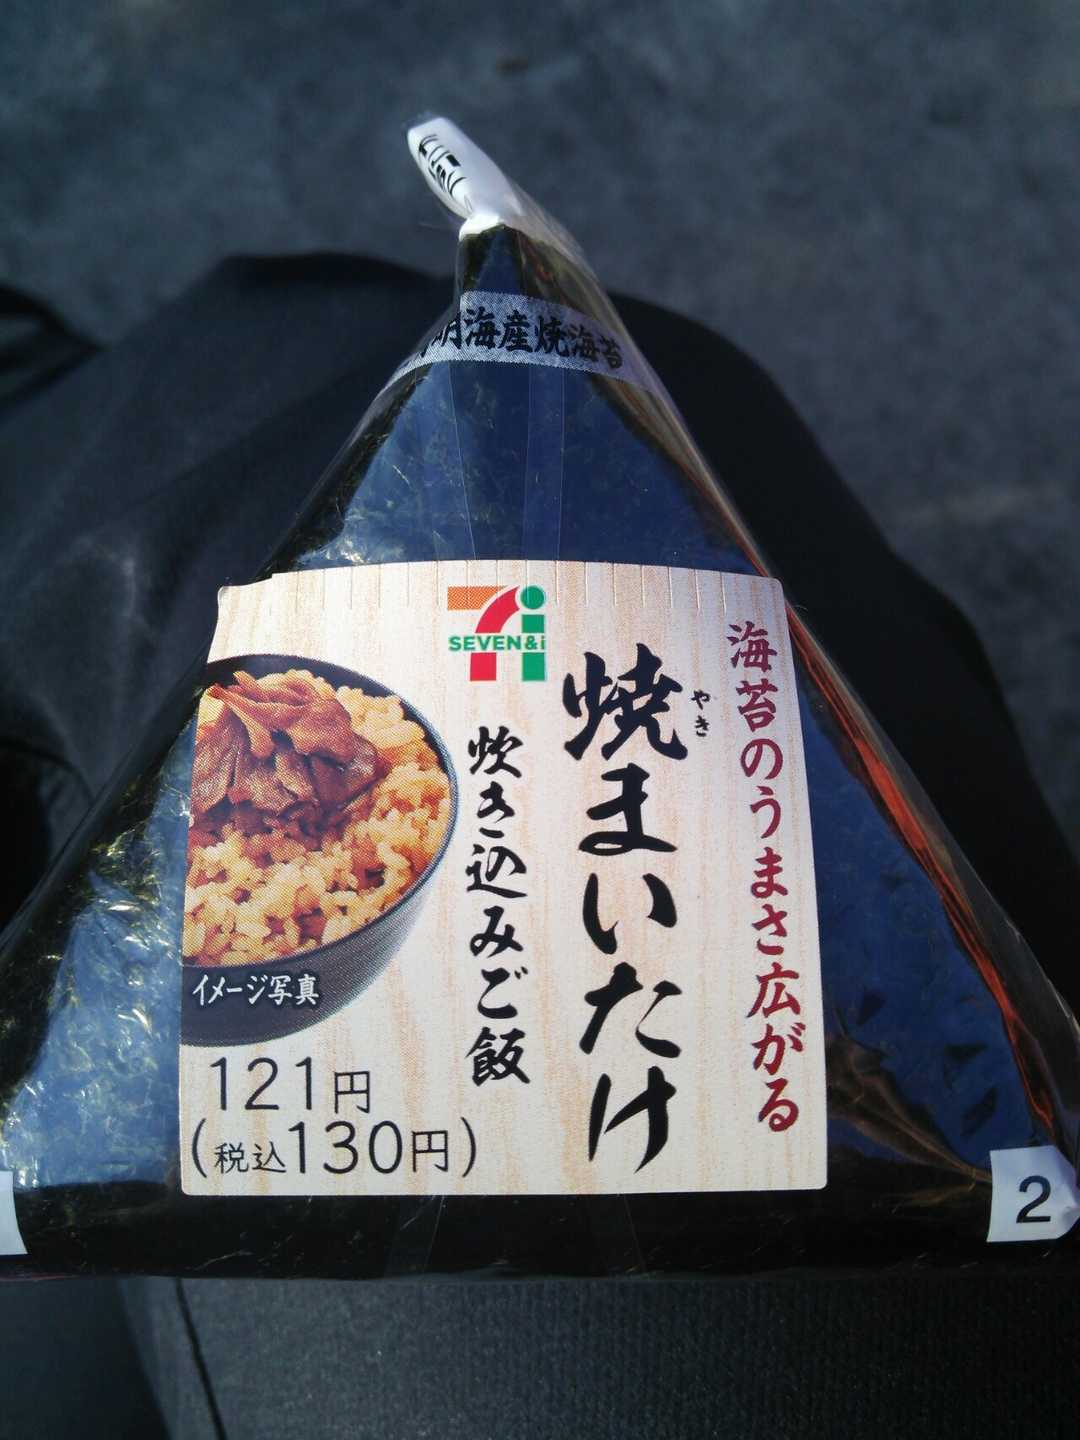 明海産焼海苔
SEVEN&i
海苔のうまさ広がる
やき
焼まいたけ
炊き込みご飯
イメージ写真
121円
(税込130円)
2